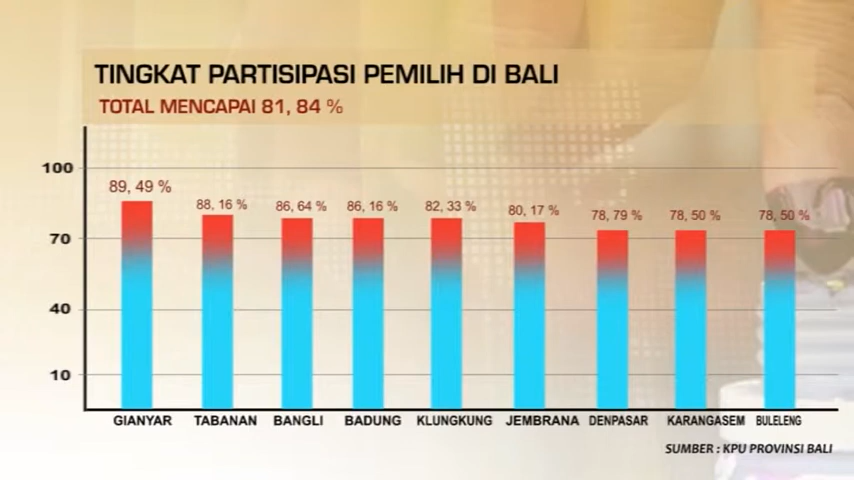 TINGKAT PARTISIPASI PEMILIH DI BALI
TOTAL MENCAPAI 81, 84 %
100
70
40
10
89, 49 %
88, 16 %
86, 64 %
86, 16 %
82, 33 %
80, 17 %
78, 79 %
78, 50 %
78, 50 %
GIANYAR TABANAN BANGLI BADUNG KLUNGKUNG JEMBRANA DENPASAR KARANGASEM BULELENG
SUMBER : KPU PROVINSI BALI